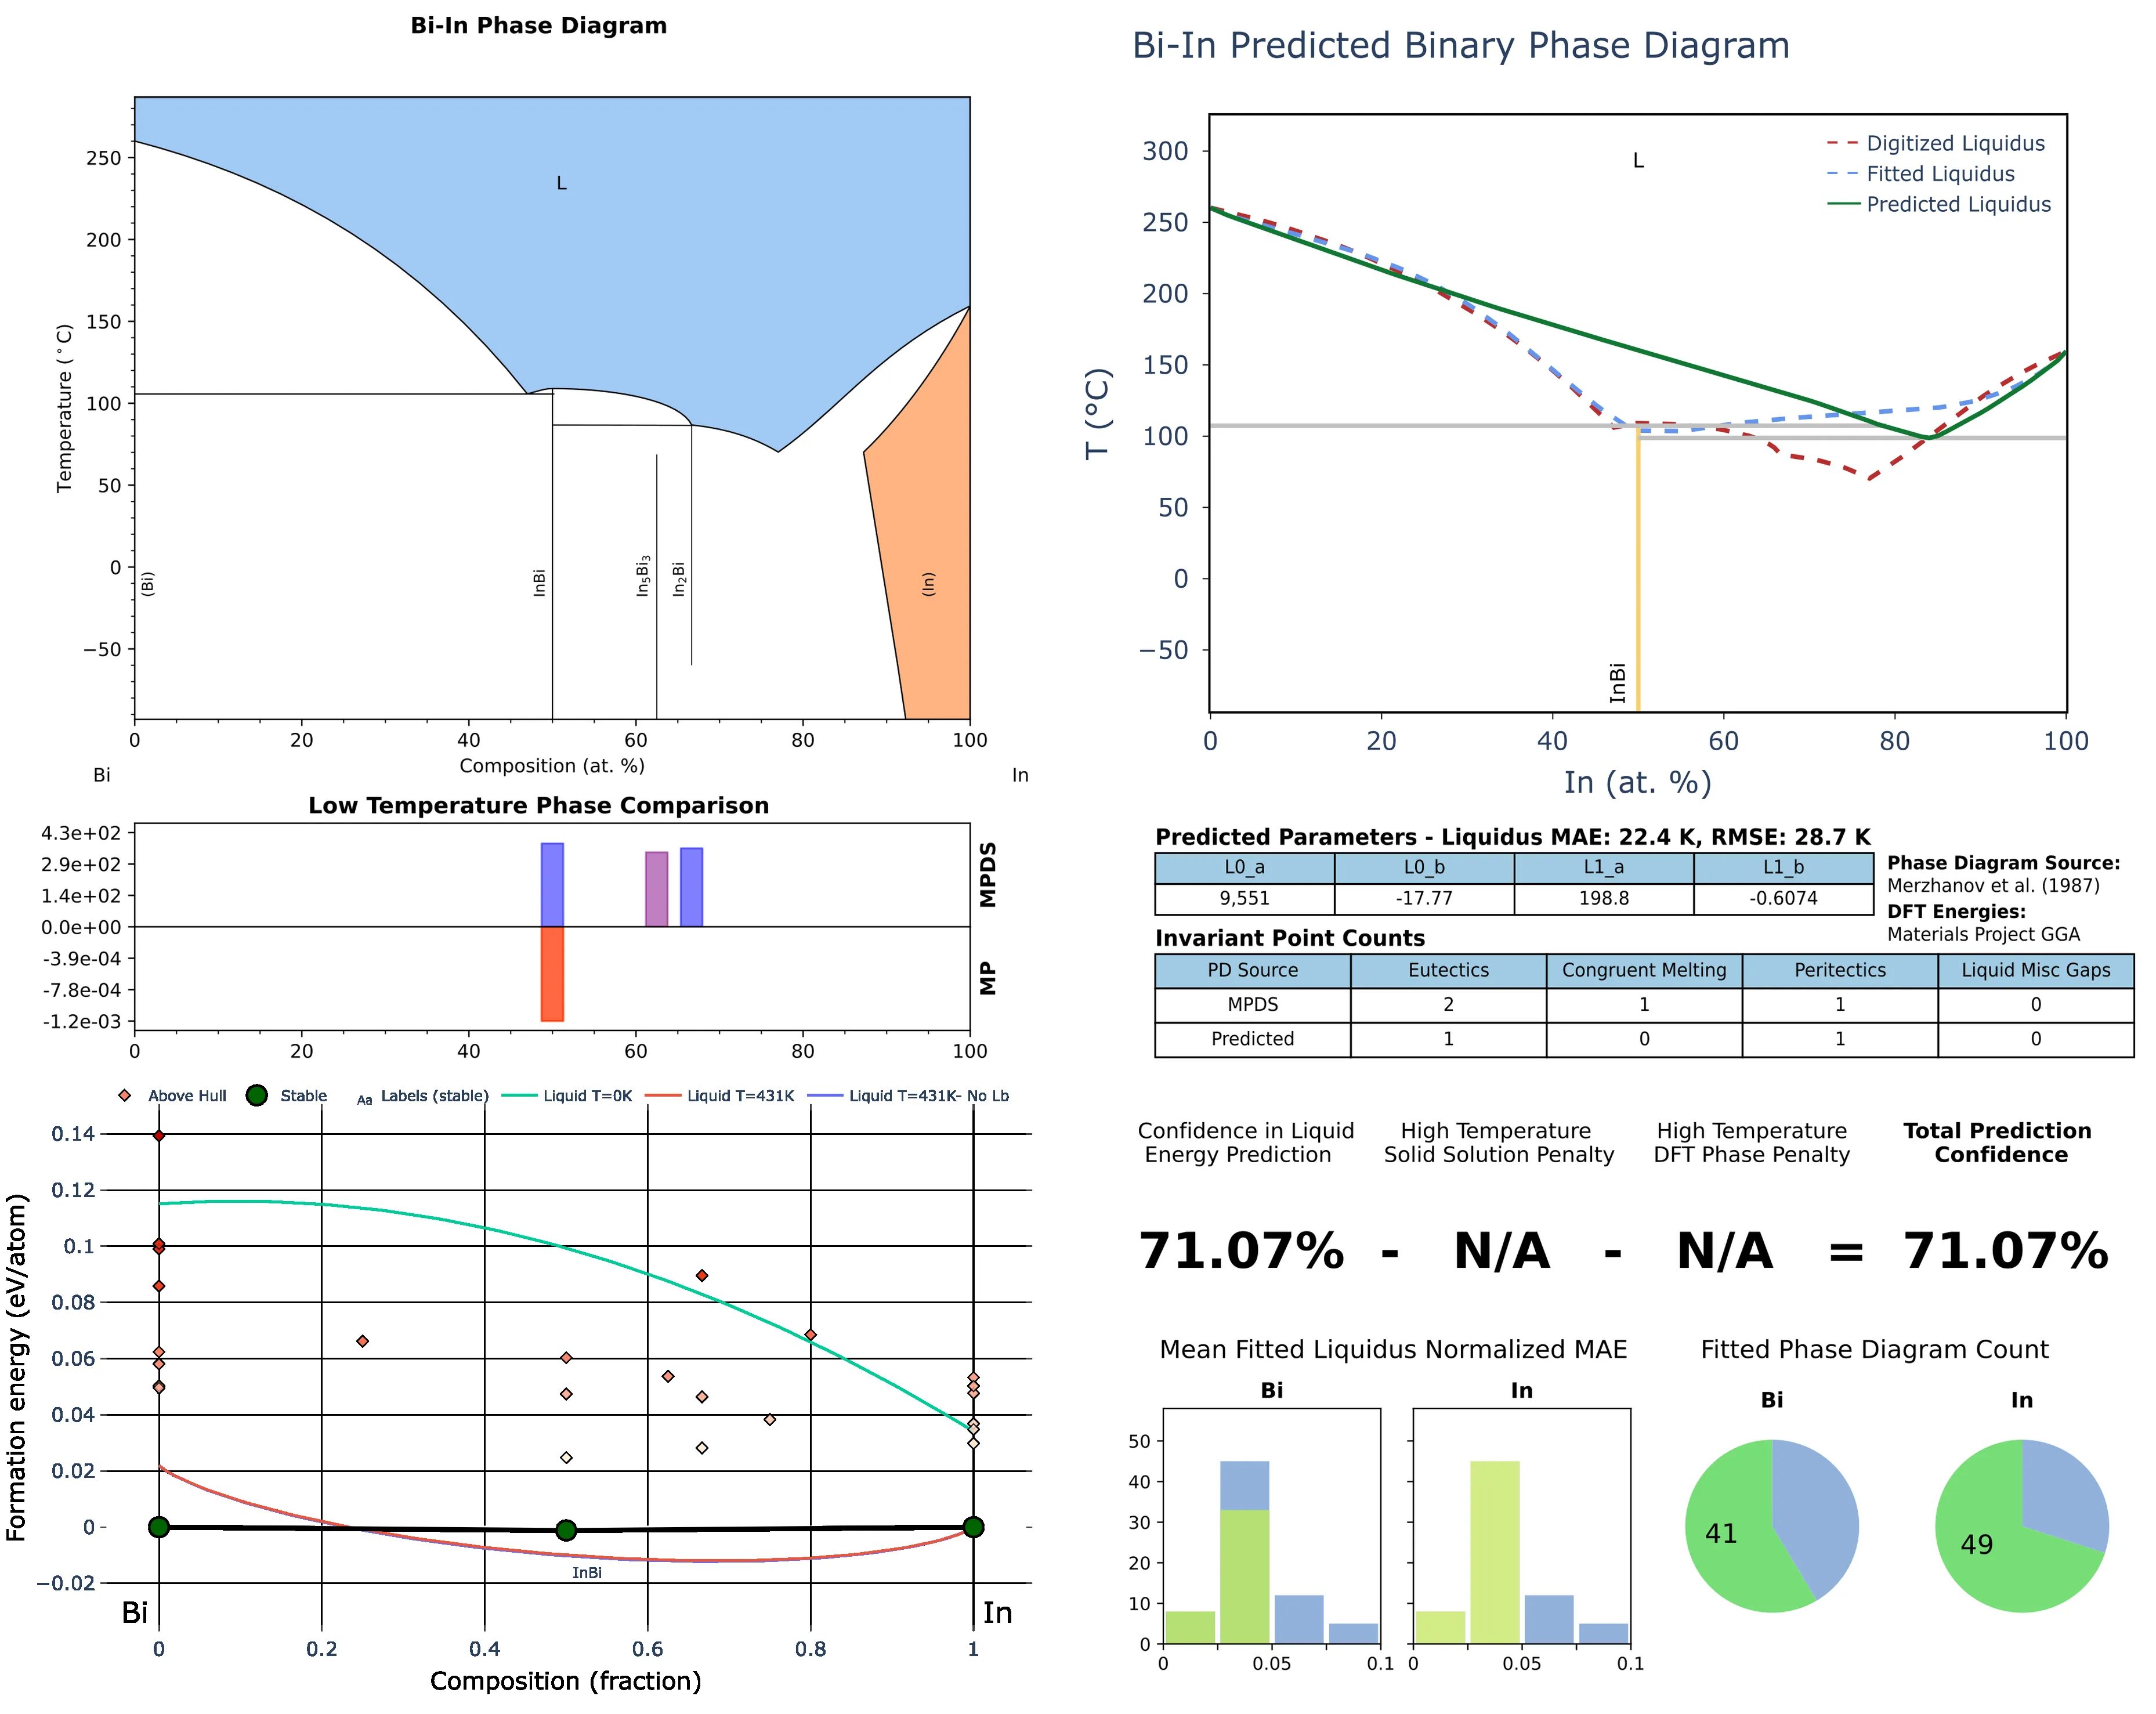 Bi-In Phase Diagram
Temperature (°C)
250
200
150
100
50
0
−50
L
(Bi)
InBi
In₅Bi₃
In₂Bi
(In)
0 20 40 60 80 100
Composition (at. %)
Bi In
Low Temperature Phase Comparison
4.3e+02
2.9e+02
1.4e+02
0.0e+00
-3.9e-04
-7.8e-04
-1.2e-03
MPDS
MP
0 20 40 60 80 100
Above Hull Stable Aa Labels (stable) Liquid T=0K Liquid T=431K Liquid T=431K- No Lb
Formation energy (eV/atom)
0.14
0.12
0.1
0.08
0.06
0.04
0.02
0
−0.02
InBi
Bi In
0 0.2 0.4 0.6 0.8 1
Composition (fraction)
Bi-In Predicted Binary Phase Diagram
T (°C)
300
250
200
150
100
50
0
−50
L
Digitized Liquidus
Fitted Liquidus
Predicted Liquidus
InBi
0 20 40 60 80 100
In (at. %)
Predicted Parameters - Liquidus MAE: 22.4 K, RMSE: 28.7 K
L0_a L0_b L1_a L1_b
9,551 -17.77 198.8 -0.6074
Phase Diagram Source:
Merzhanov et al. (1987)
DFT Energies:
Materials Project GGA
Invariant Point Counts
PD Source Eutectics Congruent Melting Peritectics Liquid Misc Gaps
MPDS 2 1 1 0
Predicted 1 0 1 0
Confidence in Liquid
Energy Prediction
High Temperature
Solid Solution Penalty
High Temperature
DFT Phase Penalty
Total Prediction
Confidence
71.07% - N/A - N/A = 71.07%
Mean Fitted Liquidus Normalized MAE
Bi In
50
40
30
20
10
0
0 0.05 0.1
0 0.05 0.1
Fitted Phase Diagram Count
Bi In
41 49